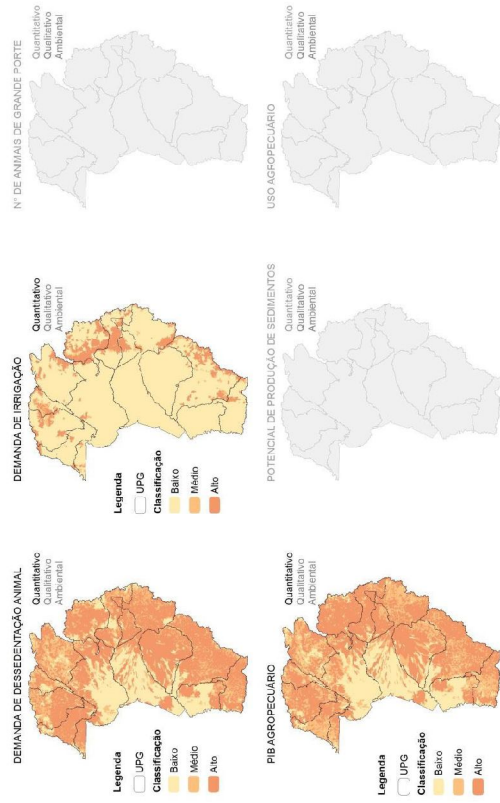 DEMANDA DE DESSEDENTAÇÃO ANIMAL
Quantitativo
Qualitativo
Ambiental
Legenda
UPG
Classificação
Baixo
Médio
Alto
DEMANDA DE IRRIGAÇÃO
Quantitativo
Qualitativo
Ambiental
Legenda
UPG
Classificação
Baixo
Médio
Alto
Nº DE ANIMAIS DE GRANDE PORTE
Quantitativo
Qualitativo
Ambiental
PIB AGROPECUÁRIO
Quantitativo
Qualitativo
Ambiental
Legenda
UPG
Classificação
Baixo
Médio
Alto
POTENCIAL DE PRODUÇÃO DE SEDIMENTOS
Quantitativo
Qualitativo
Ambiental
USO AGROPECUÁRIO
Quantitativo
Qualitativo
Ambiental